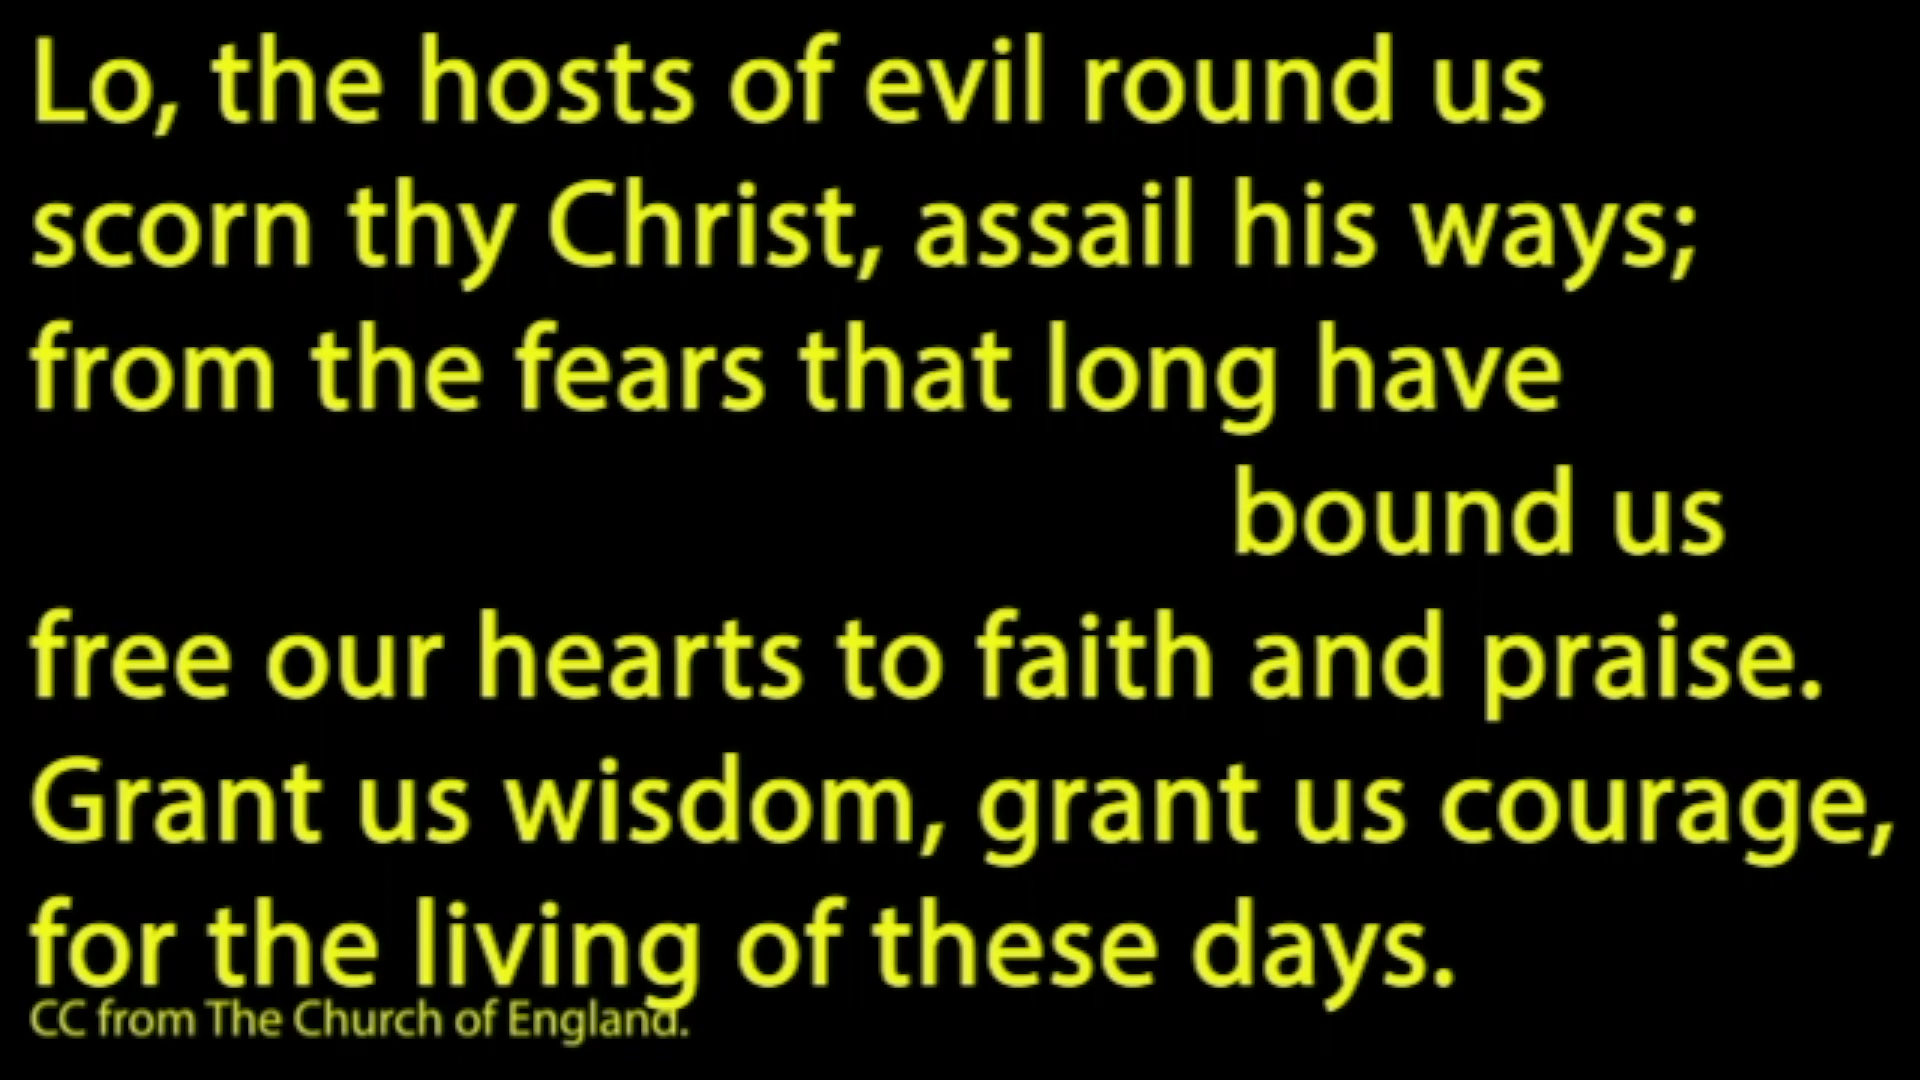 Lo, the hosts of evil round us
scorn thy Christ, assail his ways;
from the fears that long have
bound us
free our hearts to faith and praise.
Grant us wisdom, grant us courage,
for the living of these days.
CC from The Church of England.